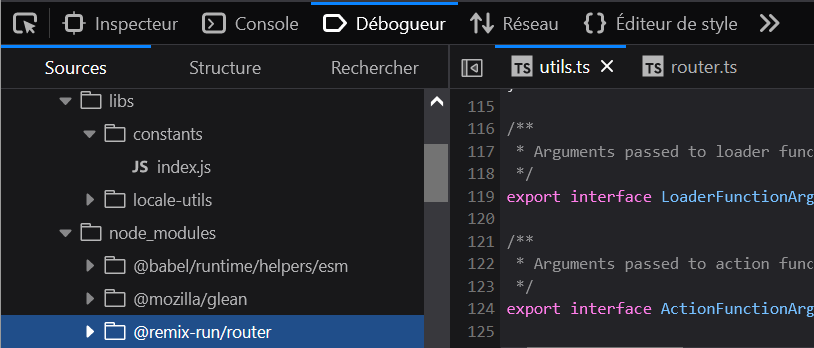 Inspecteur Console Débogueur Réseau Éditeur de style
Sources Structure Rechercher
TS utils.ts TS router.ts
libs
constants
JS index.js
locale-utils
node_modules
@babel/runtime/helpers/esm
@mozilla/glean
@remix-run/router
115
116 /**
117 * Arguments passed to loader func
118 */
119 export interface LoaderFunctionArg
120
121 /**
122 * Arguments passed to action func
123 */
124 export interface ActionFunctionArg
125